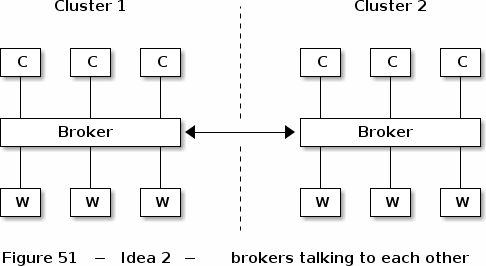 Cluster 1 Cluster 2
C C C C C C
Broker Broker
W W W W W W
Figure 51 – Idea 2 – brokers talking to each other